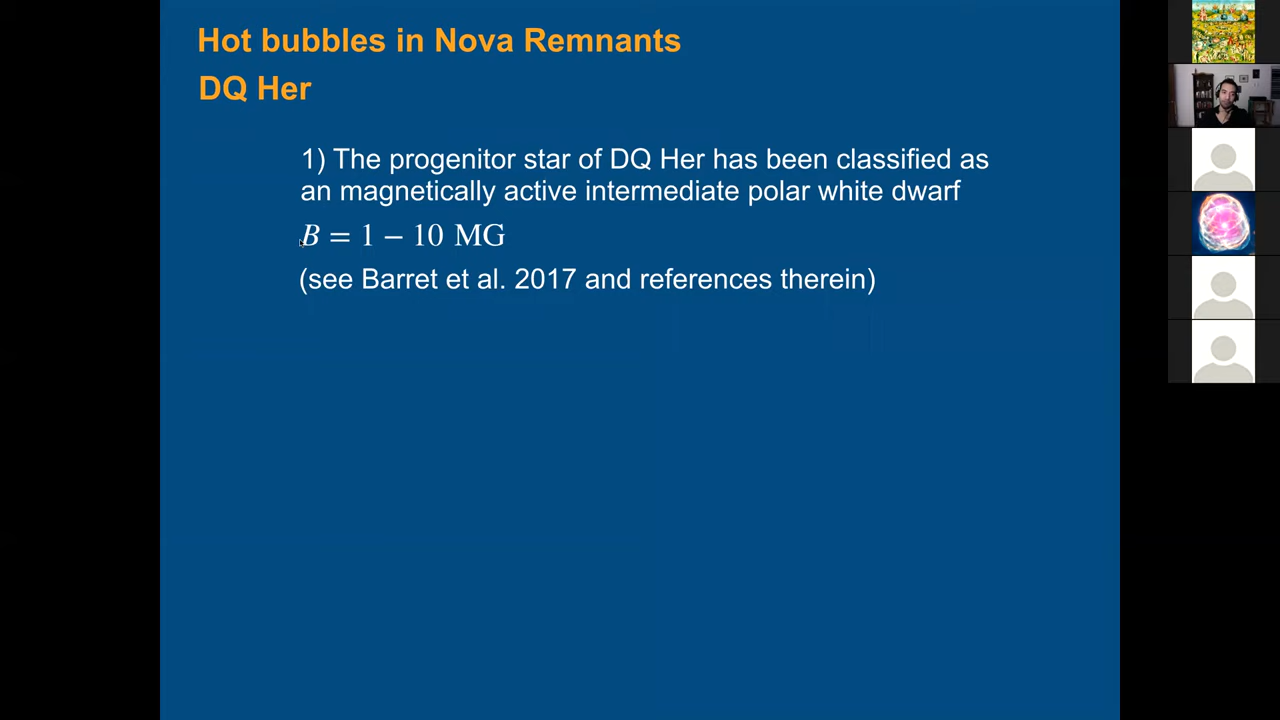 Hot bubbles in Nova Remnants
DQ Her
1) The progenitor star of DQ Her has been classified as
an magnetically active intermediate polar white dwarf
B = 1 – 10 MG
(see Barret et al. 2017 and references therein)